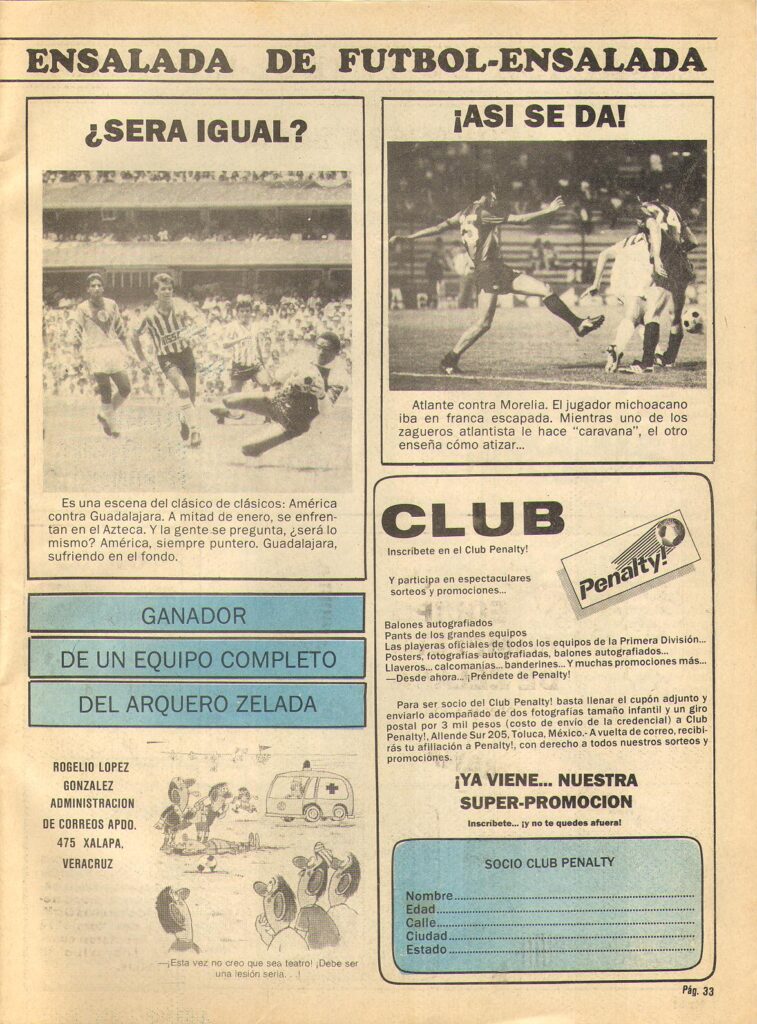 ENSALADA DE FUTBOL-ENSALADA
¿SERA IGUAL?
Es una escena del clásico de clásicos: América
contra Guadalajara. A mitad de enero, se enfren-
tan en el Azteca. Y la gente se pregunta, ¿será lo
mismo? América, siempre puntero. Guadalajara,
sufriendo en el fondo.
¡ASI SE DA!
Atlante contra Morelia. El jugador michoacano
iba en franca escapada. Mientras uno de los
zagueros atlantista le hace "caravana", el otro
enseña cómo atizar...
GANADOR
DE UN EQUIPO COMPLETO
DEL ARQUERO ZELADA
ROGELIO LOPEZ
GONZALEZ
ADMINISTRACION
DE CORREOS APDO.
475 XALAPA,
VERACRUZ
—¡Esta vez no creo que sea teatro! ¡Debe ser
una lesión seria. . .!
CLUB
Penalty!
Inscríbete en el Club Penalty!
Y participa en espectaculares
sorteos y promociones...
Balones autografiados
Pants de los grandes equipos
Las playeras oficiales de todos los equipos de la Primera División...
Posters, fotografías autografiadas, balones autografiados...
Llaveros... calcomanías... banderines... Y muchas promociones más...
—Desde ahora... ¡Préndete de Penalty!
Para ser socio del Club Penalty! basta llenar el cupón adjunto y
enviarlo acompañado de dos fotografías tamaño infantil y un giro
postal por 3 mil pesos (costo de envío de la credencial) a Club
Penalty!, Allende Sur 205, Toluca, México.- A vuelta de correo, recibi-
rás tu afiliación a Penalty!, con derecho a todos nuestros sorteos y
promociones.
¡YA VIENE... NUESTRA
SUPER-PROMOCION
Inscríbete... ¡y no te quedes afuera!
SOCIO CLUB PENALTY
Nombre
Edad
Calle
Ciudad
Estado
Pág. 33